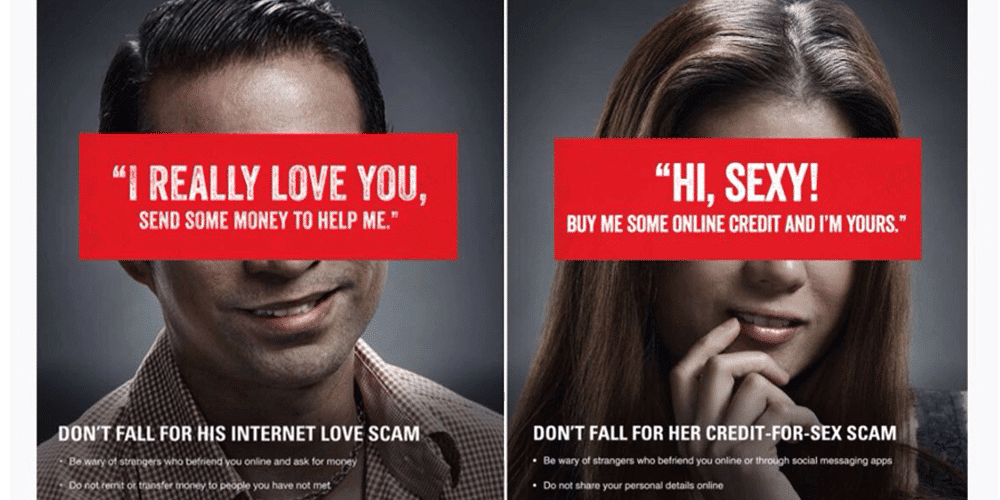 “I REALLY LOVE YOU,
SEND SOME MONEY TO HELP ME.”
DON’T FALL FOR HIS INTERNET LOVE SCAM
• Be wary of strangers who befriend you online and ask for money
• Do not remit or transfer money to people you have not met
“HI, SEXY!
BUY ME SOME ONLINE CREDIT AND I’M YOURS.”
DON’T FALL FOR HER CREDIT-FOR-SEX SCAM
• Be wary of strangers who befriend you online or through social messaging apps
• Do not share your personal details online